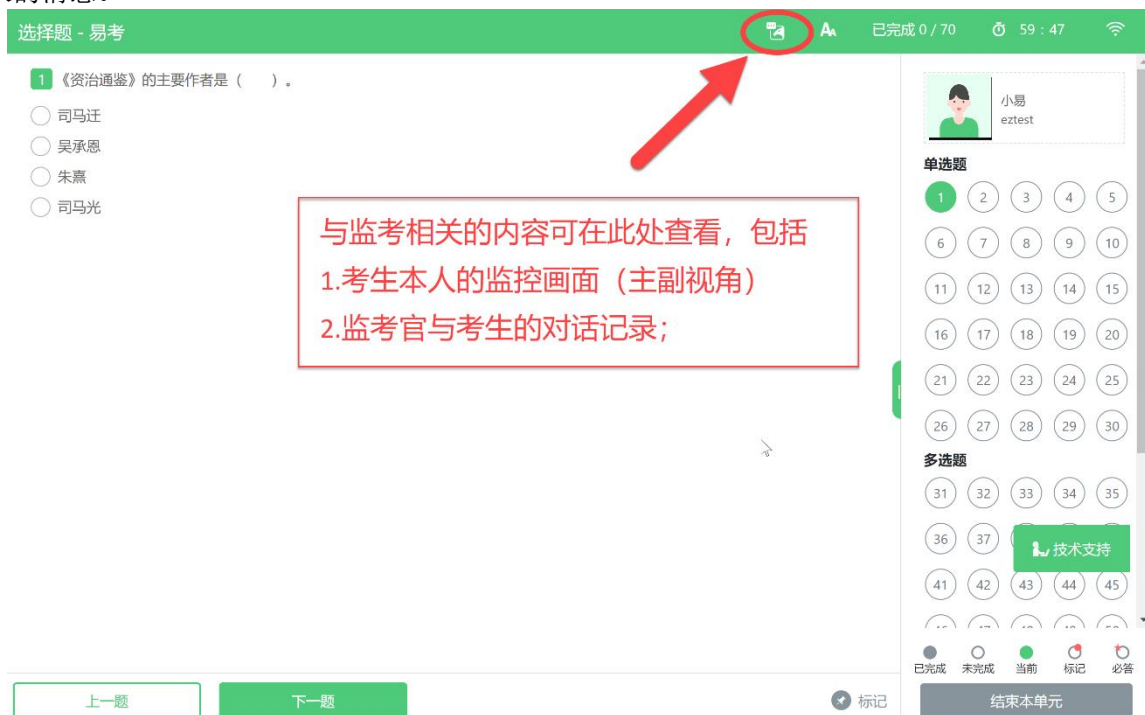 选择题 - 易考
已完成 0 / 70
59 : 47
1 《资治通鉴》的主要作者是（ ）。
司马迁
吴承恩
朱熹
司马光
与监考相关的内容可在此处查看，包括
1.考生本人的监控画面（主副视角）
2.监考官与考生的对话记录；
小易
eztest
单选题
1 2 3 4 5
6 7 8 9 10
11 12 13 14 15
16 17 18 19 20
21 22 23 24 25
26 27 28 29 30
多选题
31 32 33 34 35
36 37
技术支持
41 42 43 44 45
已完成 未完成 当前 标记 必答
上一题
下一题
标记
结束本单元